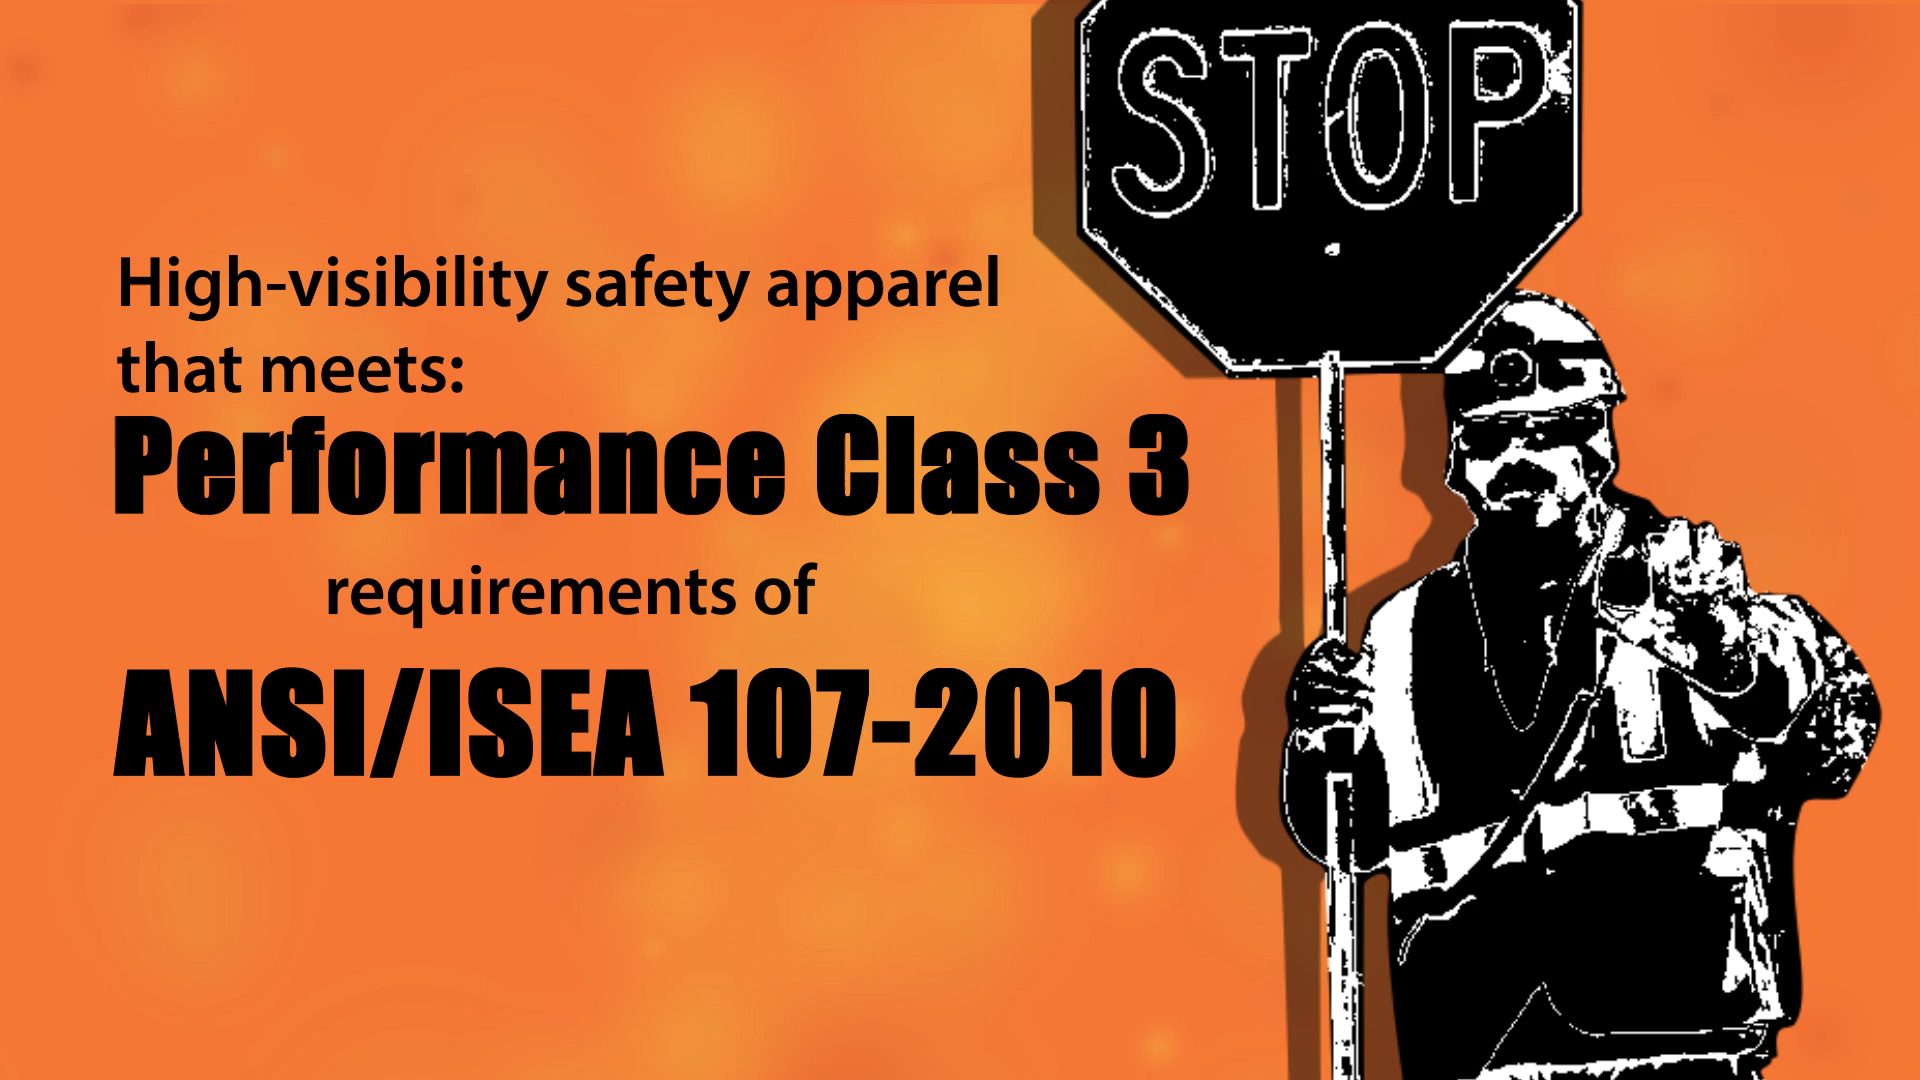 STOP
High-visibility safety apparel
that meets:
Performance Class 3
requirements of
ANSI/ISEA 107-2010